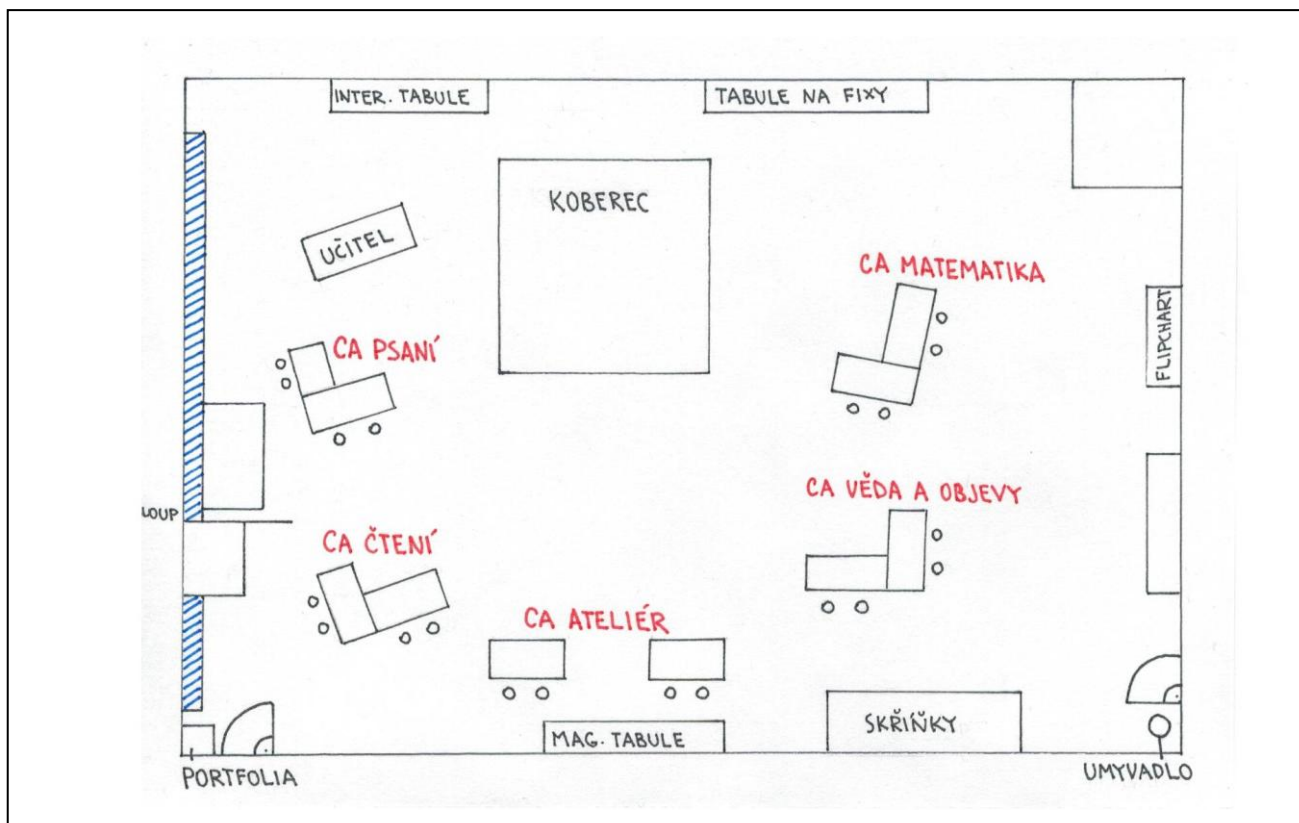 INTER. TABULE
TABULE NA FIXY
KOBEREC
UČITEL
CA MATEMATIKA
FLIPCHART
CA PSANÍ
CA VĚDA A OBJEVY
LOUP
CA ČTENÍ
CA ATELIÉR
SKŘÍŇKY
MAG. TABULE
PORTFOLIA
UMYVADLO